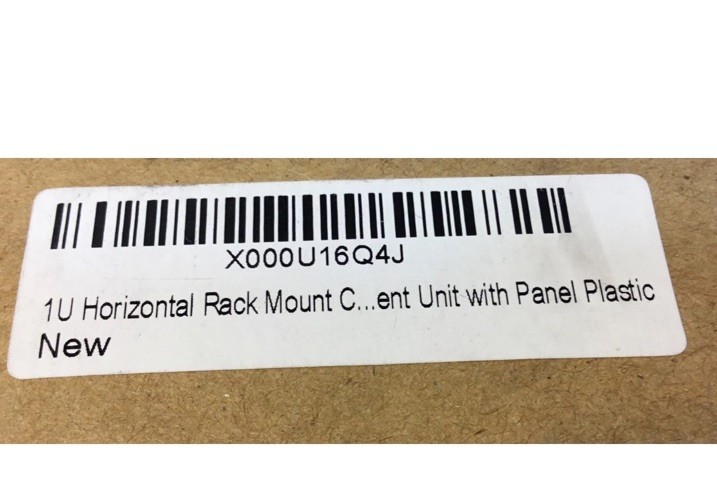 X000U16Q4J
1U Horizontal Rack Mount C...ent Unit with Panel Plastic
New